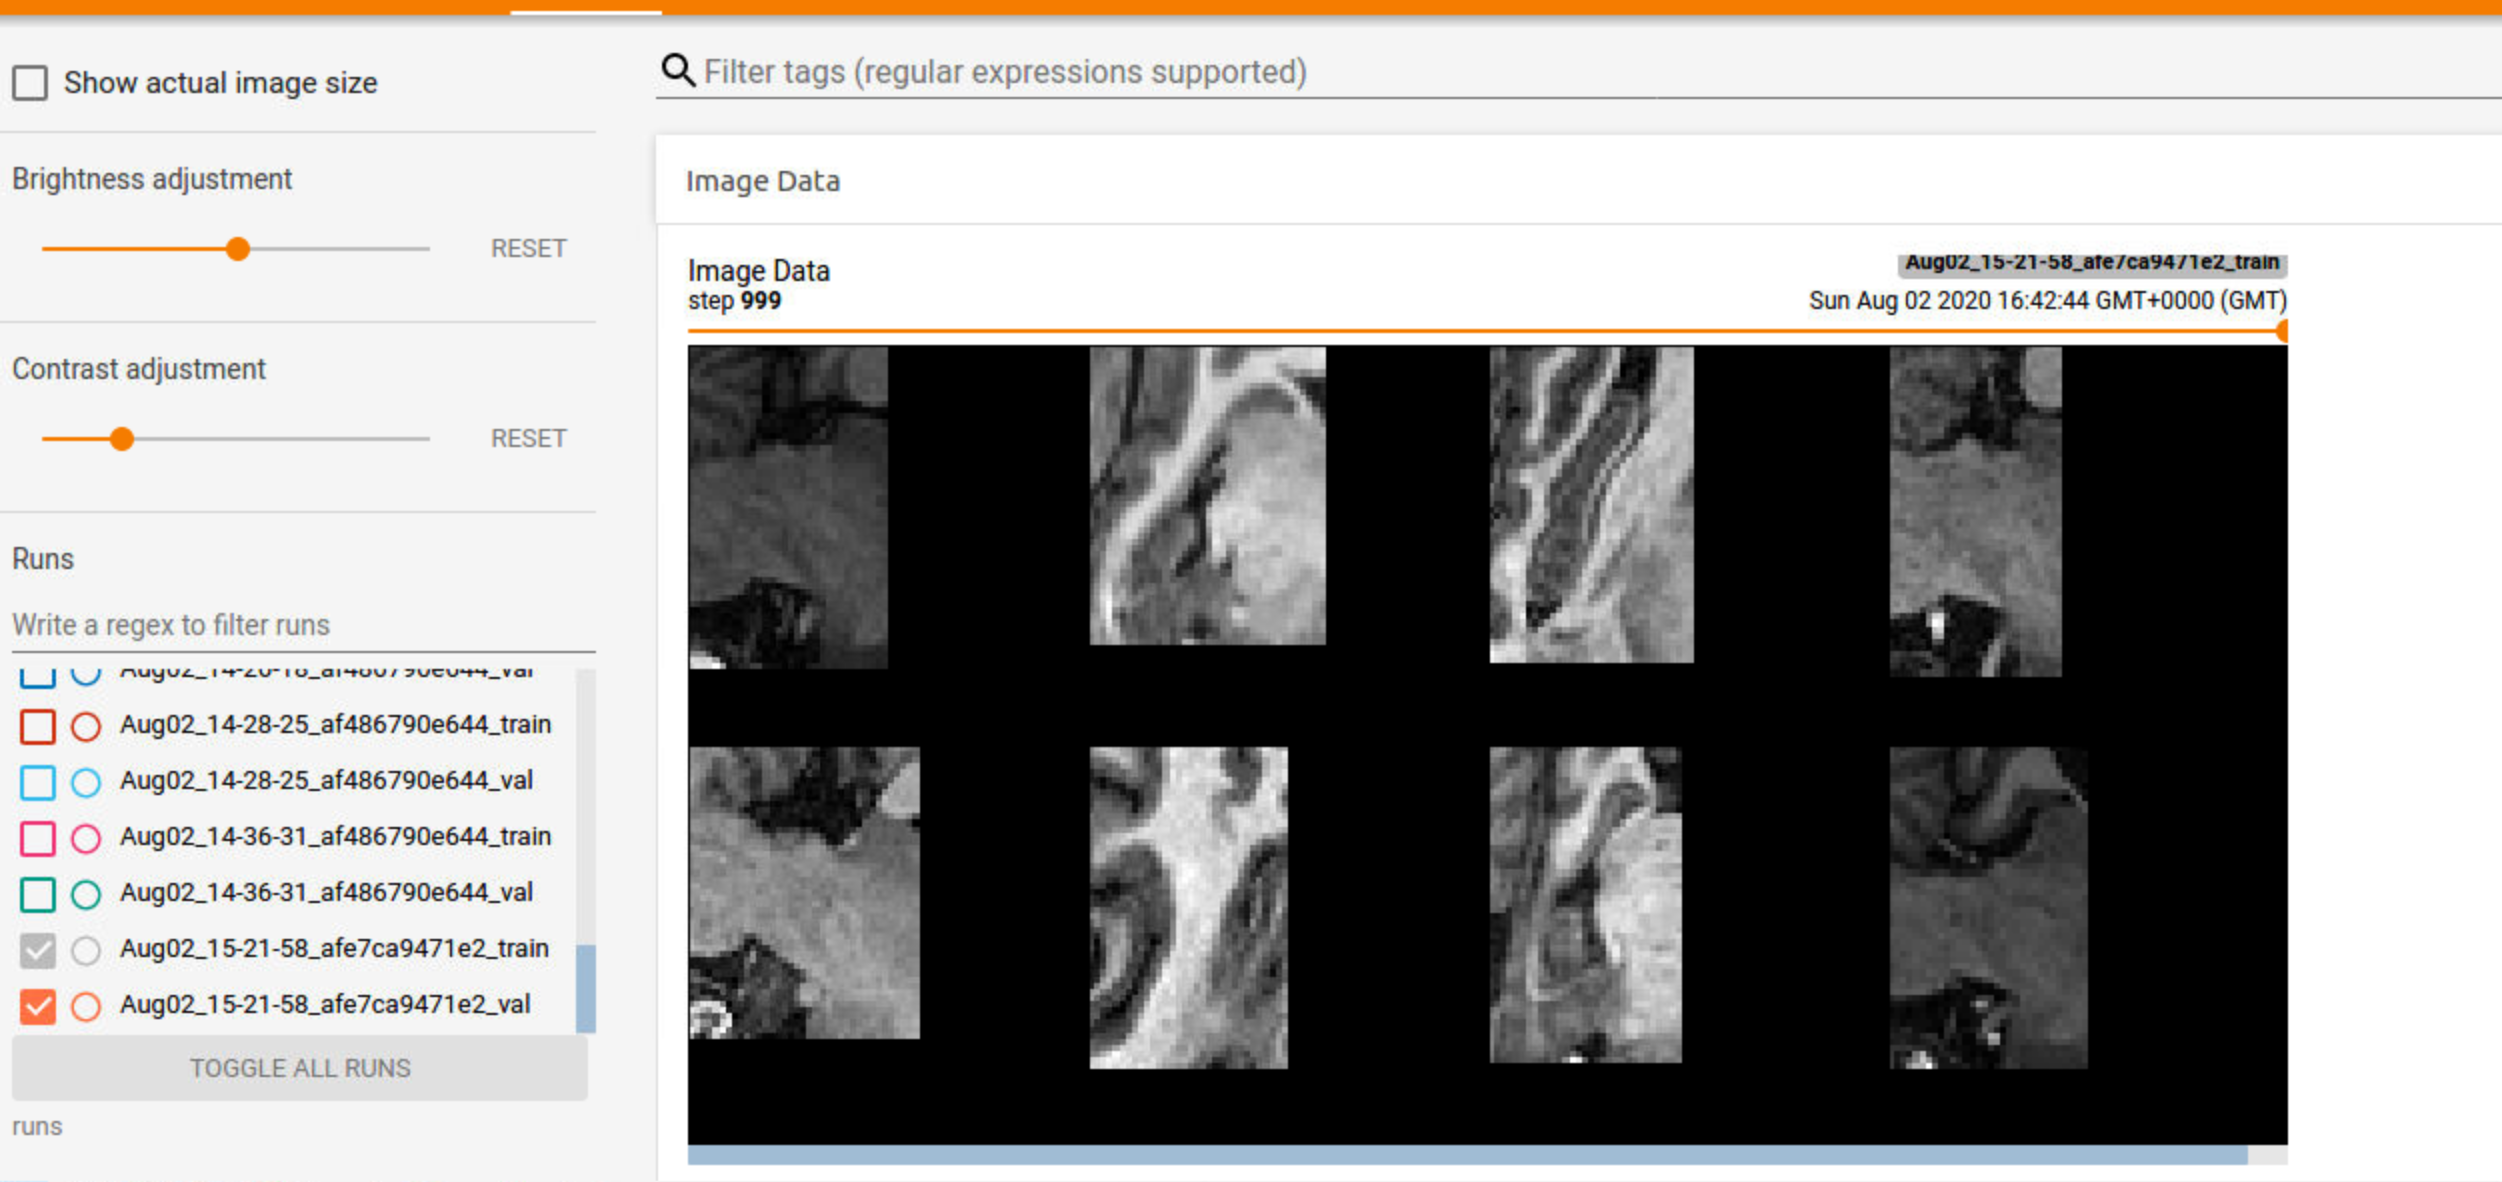 Show actual image size
Brightness adjustment
RESET
Contrast adjustment
RESET
Runs
Write a regex to filter runs
Aug02_14-26-18_af486790e644_val
Aug02_14-28-25_af486790e644_train
Aug02_14-28-25_af486790e644_val
Aug02_14-36-31_af486790e644_train
Aug02_14-36-31_af486790e644_val
Aug02_15-21-58_afe7ca9471e2_train
Aug02_15-21-58_afe7ca9471e2_val
TOGGLE ALL RUNS
runs
Filter tags (regular expressions supported)
Image Data
Image Data
step 999
Aug02_15-21-58_afe7ca9471e2_train
Sun Aug 02 2020 16:42:44 GMT+0000 (GMT)